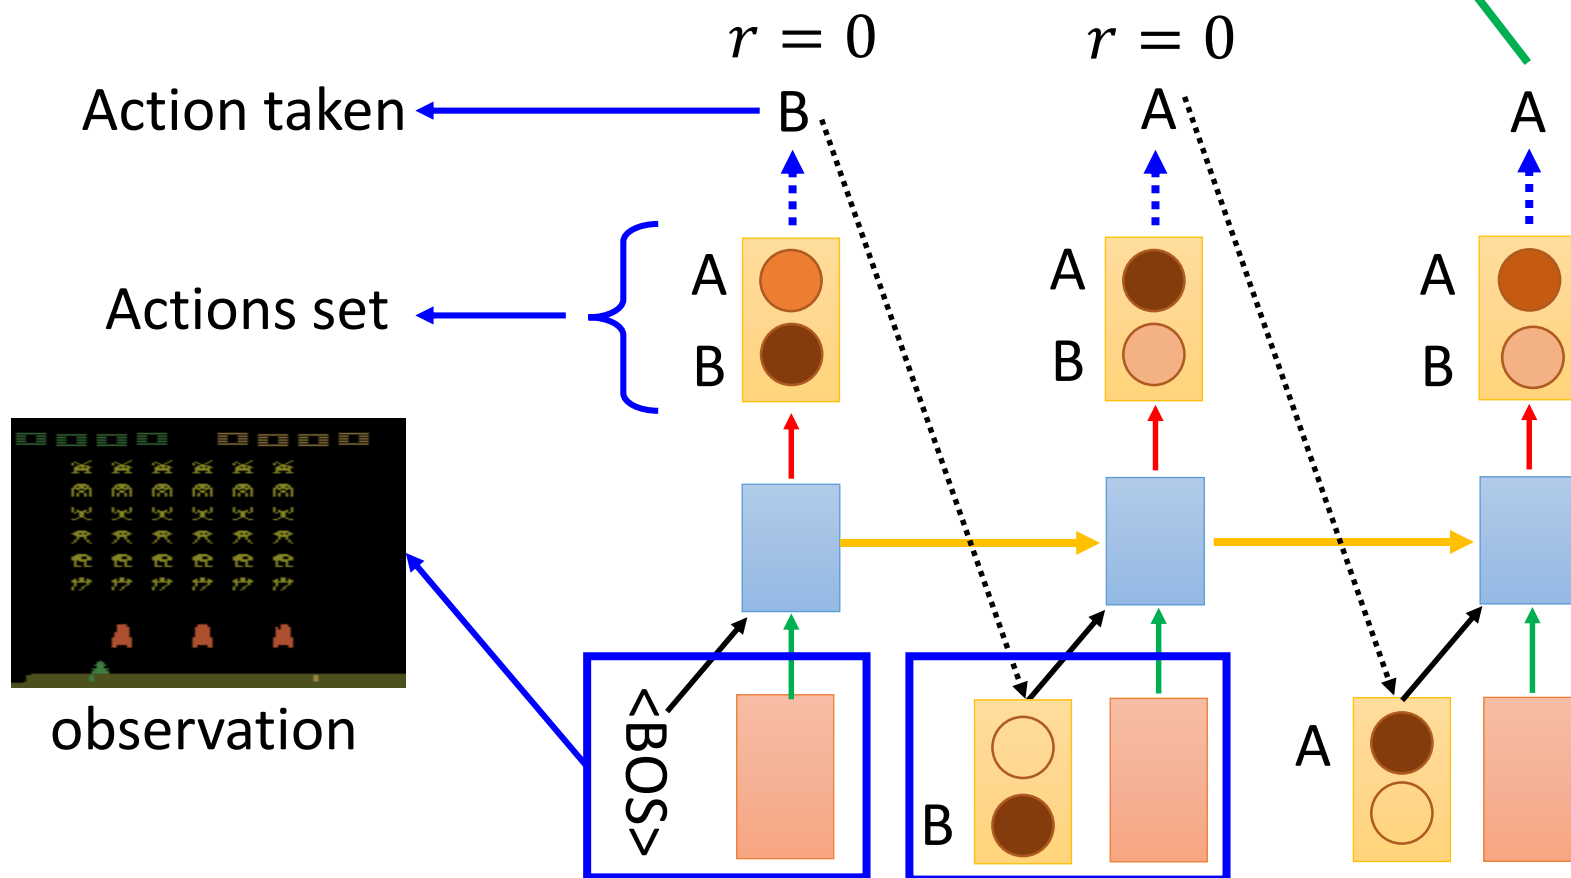 r = 0
r = 0
Action taken
B
A
A
Actions set
A
B
A
B
A
B
observation
<BOS>
B
A